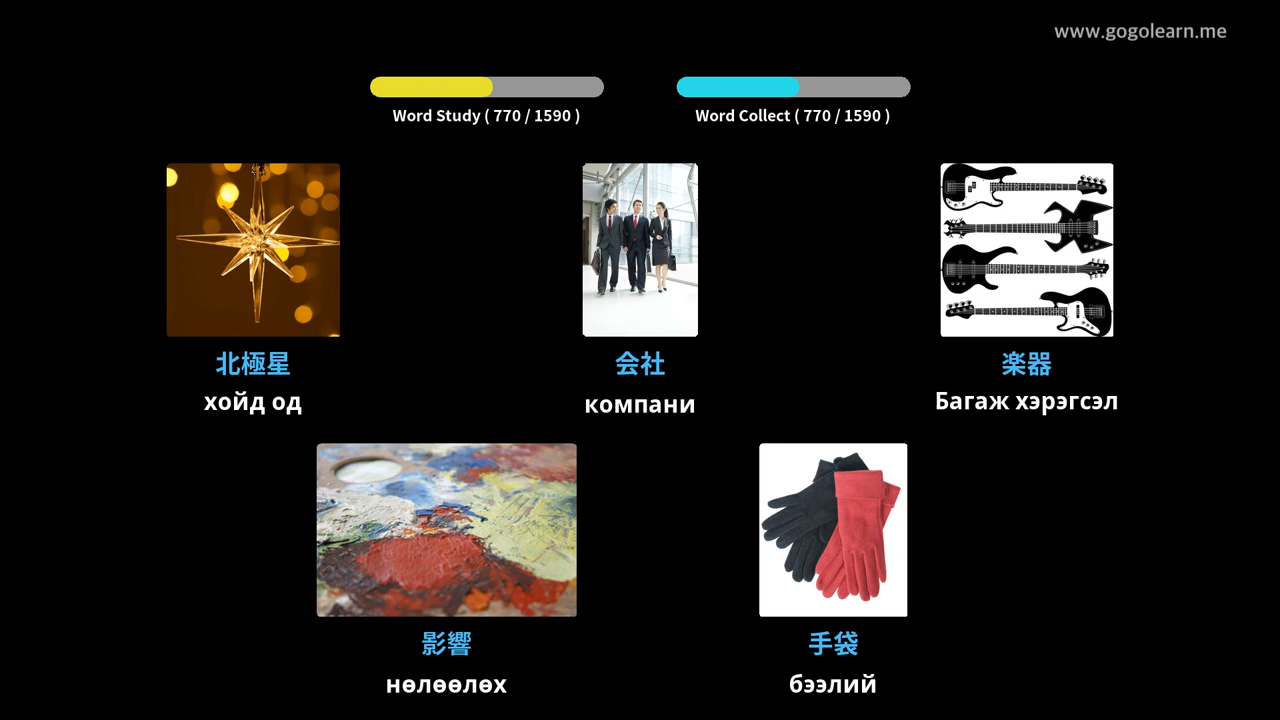 www.gogolearn.me
Word Study ( 770 / 1590 )
Word Collect ( 770 / 1590 )
北極星
хойд од
会社
компани
楽器
Багаж хэрэгсэл
影響
нөлөөлөх
手袋
бээлий